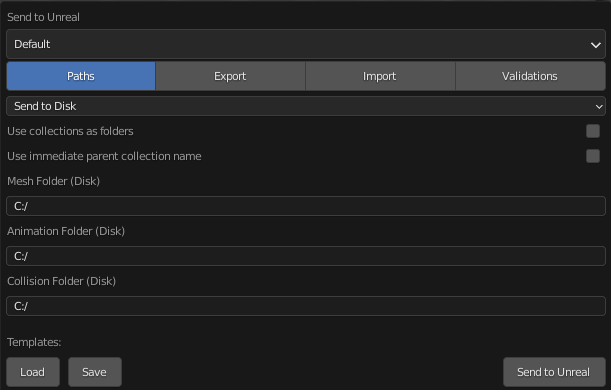 Send to Unreal
Default
Paths Export Import Validations
Send to Disk
Use collections as folders
Use immediate parent collection name
Mesh Folder (Disk)
C:/
Animation Folder (Disk)
C:/
Collision Folder (Disk)
C:/
Templates:
Load Save Send to Unreal